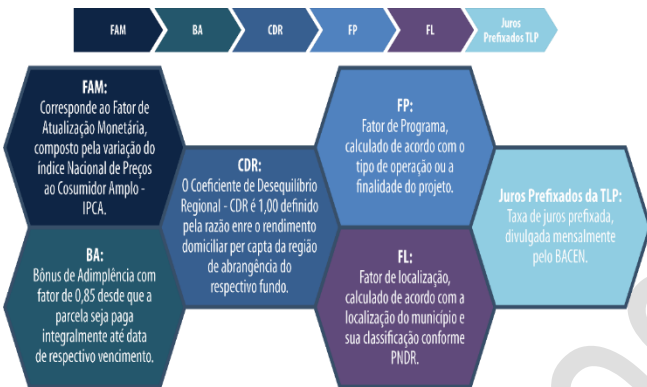 FAM
BA
CDR
FP
FL
Juros
Prefixados TLP
FAM:
Corresponde ao Fator de
Atualização Monetária,
composto pela variação do
índice Nacional de Preços
ao Cosumidor Amplo -
IPCA.
BA:
Bônus de Adimplência com
fator de 0,85 desde que a
parcela seja paga
integralmente até data
de respectivo vencimento.
CDR:
O Coeficiente de Desequilíbrio
Regional - CDR é 1,00 definido
pela razão enre o rendimento
domiciliar per capta da região
de abrangência do
respectivo fundo.
FP:
Fator de Programa,
calculado de acordo com o
tipo de operação ou a
finalidade do projeto.
FL:
Fator de localização,
calculado de acordo com a
localização do município e
sua classificação conforme
PNDR.
Juros Prefixados da TLP:
Taxa de juros prefixada,
divulgada mensalmente
pelo BACEN.